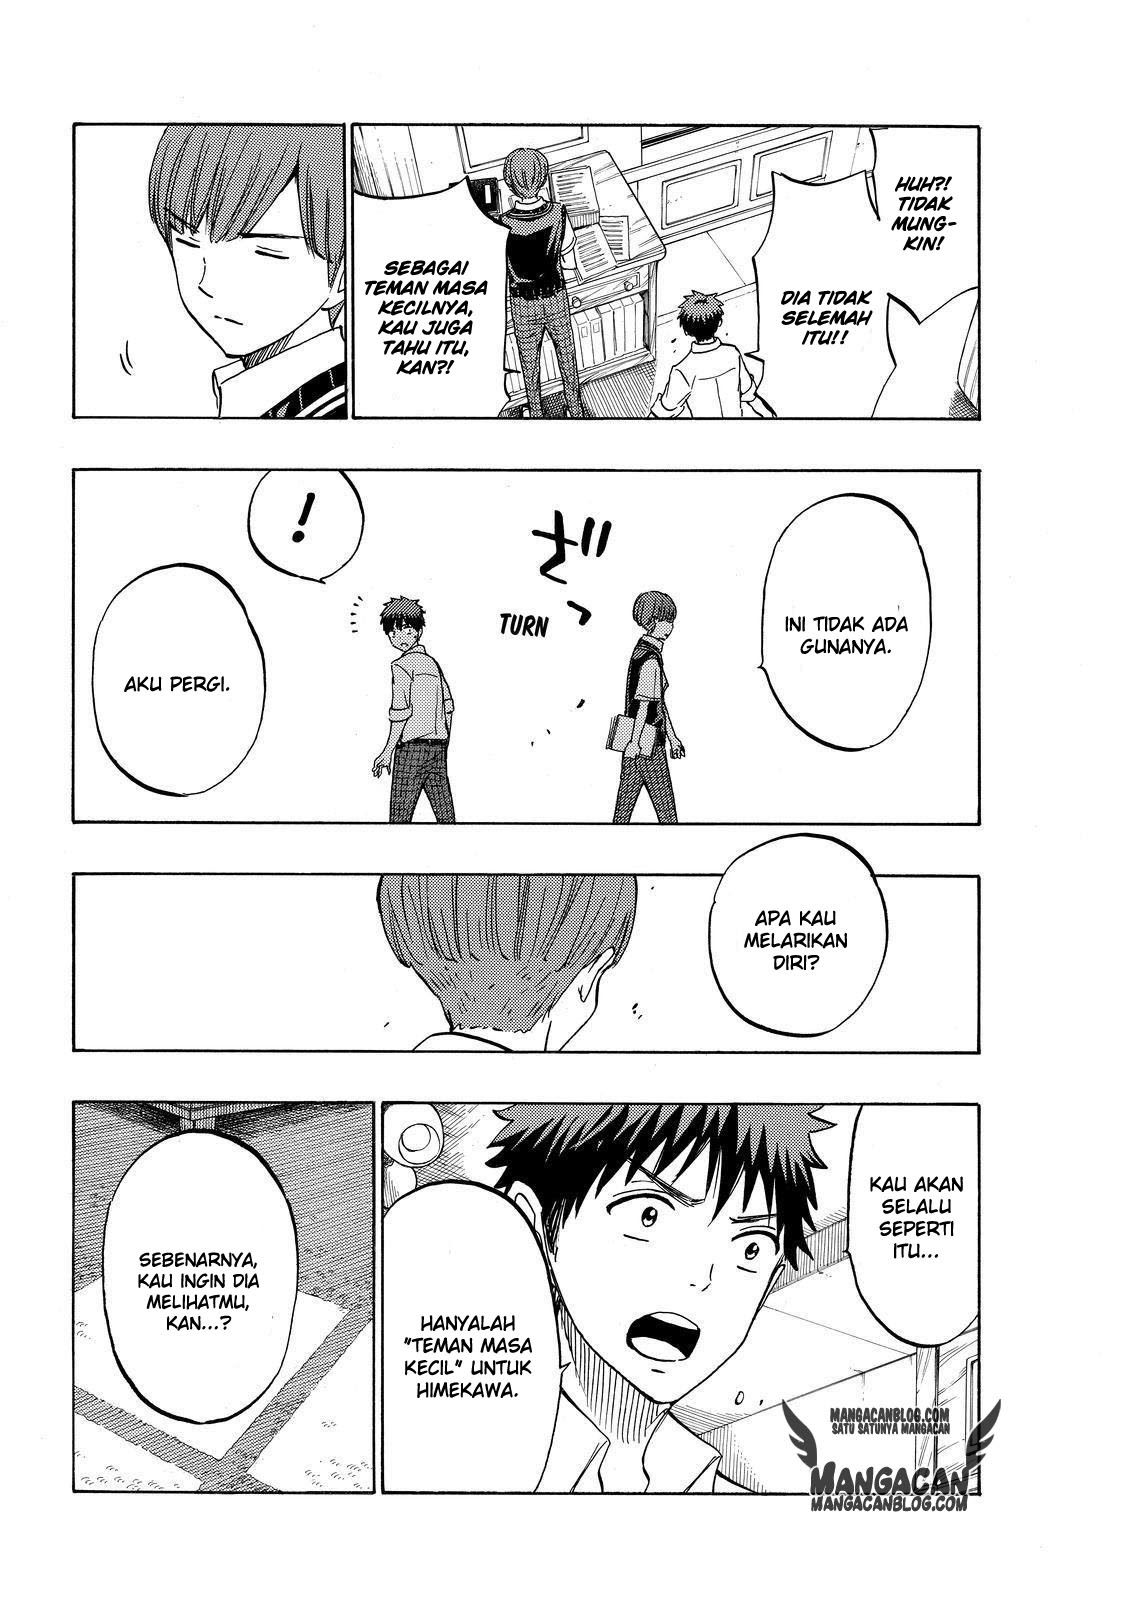 HUH?!
TIDAK
MUNG-
KIN!
DIA TIDAK
SELEMAH
ITU!!
SEBAGAI
TEMAN MASA
KECILNYA,
KAU JUGA
TAHU ITU,
KAN?!
INI TIDAK ADA
GUNANYA.
ザッ
TURN
!
AKU PERGI.
APA KAU
MELARIKAN
DIRI?
KAU AKAN
SELALU
SEPERTI
ITU...
HANYALAH
"TEMAN MASA
KECIL" UNTUK
HIMEKAWA.
SEBENARNYA,
KAU INGIN DIA
MELIHATMU,
KAN...?
MANGACANBLOG.COM
SATU SATUNYA MANGACAN
MANGACAN
MANGACANBLOG.COM